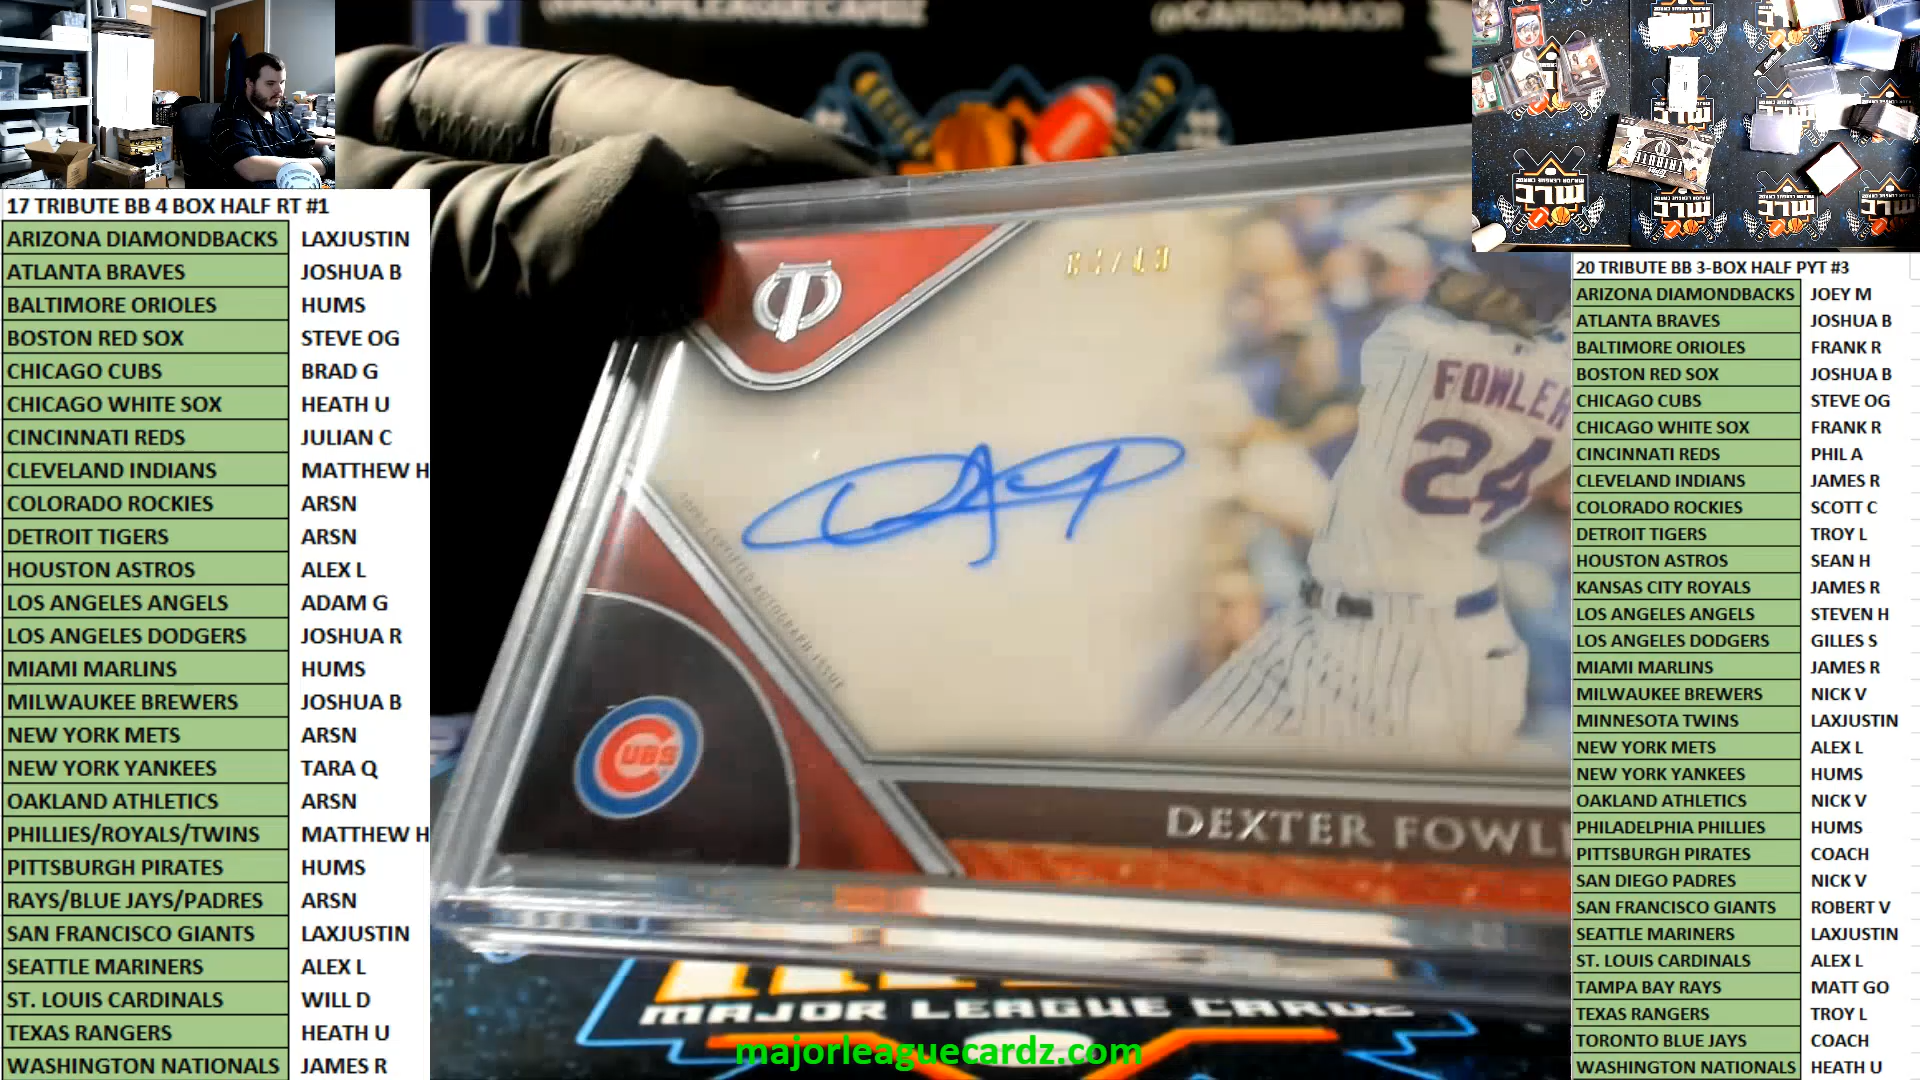 @MAJORLEAGUECARDZ
@CARDZMAJOR
17 TRIBUTE BB 4 BOX HALF RT #1
ARIZONA DIAMONDBACKS LAXJUSTIN
ATLANTA BRAVES JOSHUA B
BALTIMORE ORIOLES HUMS
BOSTON RED SOX STEVE OG
CHICAGO CUBS BRAD G
CHICAGO WHITE SOX HEATH U
CINCINNATI REDS JULIAN C
CLEVELAND INDIANS MATTHEW H
COLORADO ROCKIES ARSN
DETROIT TIGERS ARSN
HOUSTON ASTROS ALEX L
LOS ANGELES ANGELS ADAM G
LOS ANGELES DODGERS JOSHUA R
MIAMI MARLINS HUMS
MILWAUKEE BREWERS JOSHUA B
NEW YORK METS ARSN
NEW YORK YANKEES TARA Q
OAKLAND ATHLETICS ARSN
PHILLIES/ROYALS/TWINS MATTHEW H
PITTSBURGH PIRATES HUMS
RAYS/BLUE JAYS/PADRES ARSN
SAN FRANCISCO GIANTS LAXJUSTIN
SEATTLE MARINERS ALEX L
ST. LOUIS CARDINALS WILL D
TEXAS RANGERS HEATH U
WASHINGTON NATIONALS JAMES R
FOWLER
24
TOPPS CERTIFIED AUTOGRAPH ISSUE
CUBS
DEXTER FOWL
MAJOR LEAGUE CARDZ
majorleaguecardz.com
TRIBUTE
MLC
20 TRIBUTE BB 3-BOX HALF PYT #3
ARIZONA DIAMONDBACKS JOEY M
ATLANTA BRAVES JOSHUA B
BALTIMORE ORIOLES FRANK R
BOSTON RED SOX JOSHUA B
CHICAGO CUBS STEVE OG
CHICAGO WHITE SOX FRANK R
CINCINNATI REDS PHIL A
CLEVELAND INDIANS JAMES R
COLORADO ROCKIES SCOTT C
DETROIT TIGERS TROY L
HOUSTON ASTROS SEAN H
KANSAS CITY ROYALS JAMES R
LOS ANGELES ANGELS STEVEN H
LOS ANGELES DODGERS GILLES S
MIAMI MARLINS JAMES R
MILWAUKEE BREWERS NICK V
MINNESOTA TWINS LAXJUSTIN
NEW YORK METS ALEX L
NEW YORK YANKEES HUMS
OAKLAND ATHLETICS NICK V
PHILADELPHIA PHILLIES HUMS
PITTSBURGH PIRATES COACH
SAN DIEGO PADRES NICK V
SAN FRANCISCO GIANTS ROBERT V
SEATTLE MARINERS LAXJUSTIN
ST. LOUIS CARDINALS ALEX L
TAMPA BAY RAYS MATT GO
TEXAS RANGERS TROY L
TORONTO BLUE JAYS COACH
WASHINGTON NATIONALS HEATH U